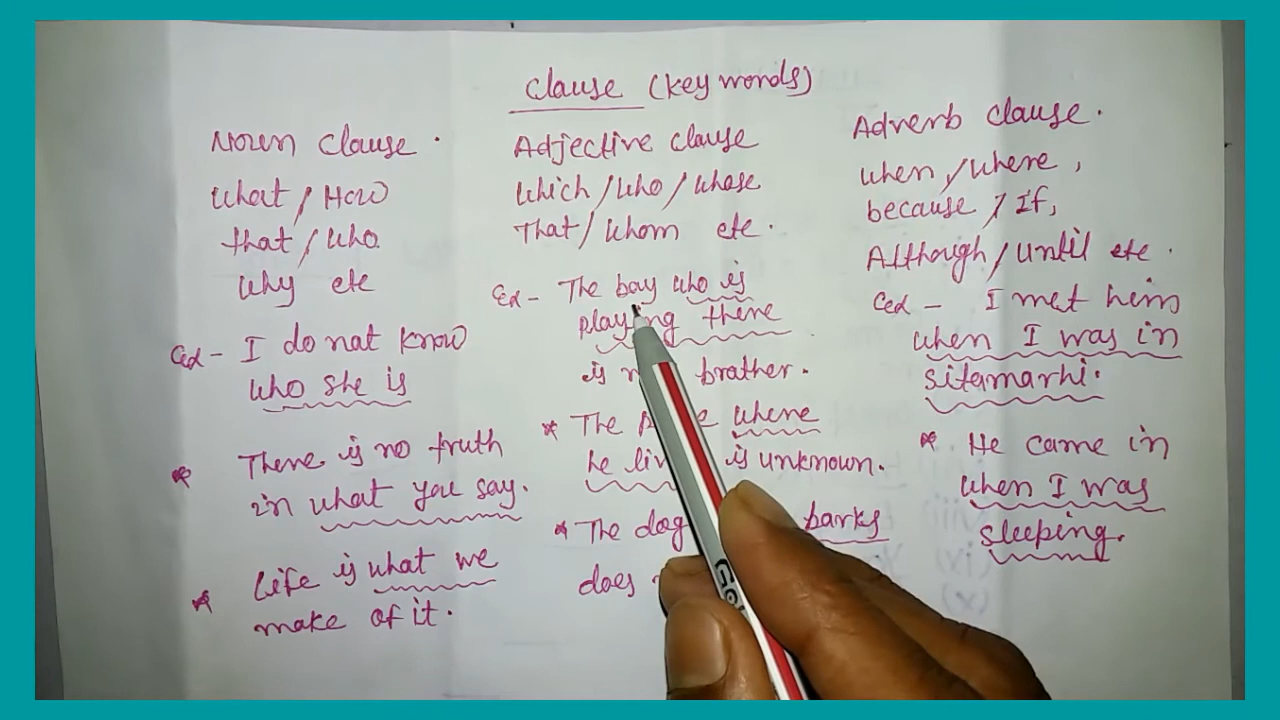 Clause (key words)
Noun Clause.
What / How
that / Who
Why etc
Ex - I do not know
who she is
* There is no truth
in what you say.
* Life is what we
make of it.
Adjective clause
Which / Who / Whose
That / Whom etc.
Ex - The boy who is
playing there
is brother.
* The where
he is unknown.
* The dog barks
does
Adverb clause.
when / where,
because / If,
Although / until etc.
Ex - I met him
when I was in
sitamarhi.
* He came in
when I was
sleeping.